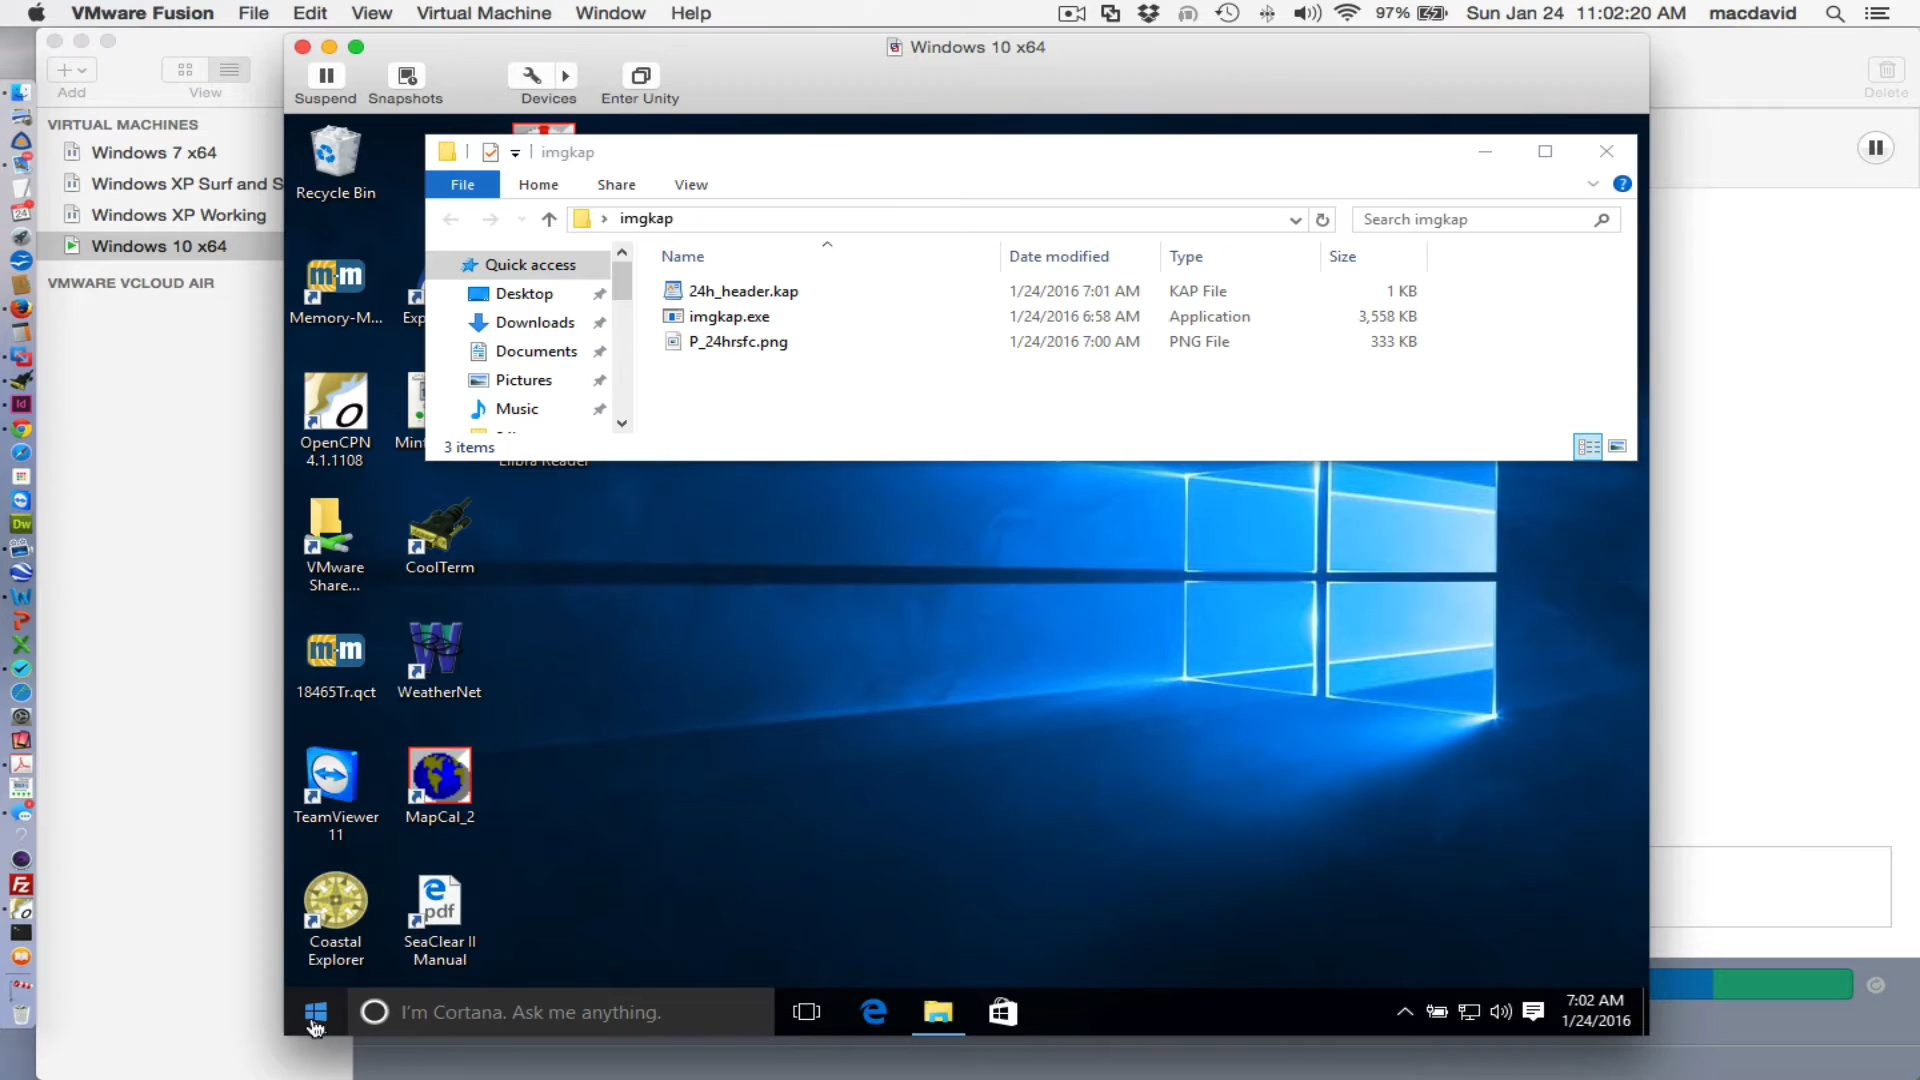 VMware Fusion File Edit View Virtual Machine Window Help 97% Sun Jan 24 11:02:20 AM macdavid
Windows 10 x64
Add View Suspend Snapshots Devices Enter Unity Delete
VIRTUAL MACHINES
Windows 7 x64
Windows XP Surf and S
Windows XP Working
Windows 10 x64
VMWARE VCLOUD AIR
imgkap
File Home Share View
imgkap Search imgkap
Name Date modified Type Size
Quick access
Desktop
Downloads
Documents
Pictures
Music
24h_header.kap 1/24/2016 7:01 AM KAP File 1 KB
imgkap.exe 1/24/2016 6:58 AM Application 3,558 KB
P_24hrsfc.png 1/24/2016 7:00 AM PNG File 333 KB
3 items
Recycle Bin
m-m
Memory-M... Exp
OpenCPN
4.1.1108
Mint
VMware
Share...
CoolTerm
m-m
18465Tr.qct
WeatherNet
TeamViewer
11
MapCal_2
Coastal
Explorer
pdf
SeaClear II
Manual
I'm Cortana. Ask me anything.
7:02 AM
1/24/2016
Id
Dw
Fz